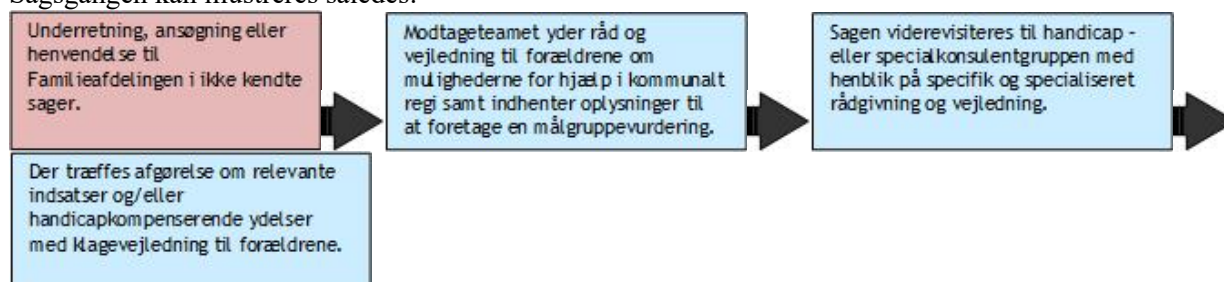 Sagsgangen kan illustreres således:
Underretning, ansøgning eller
henvendelse til
Familieafdelingen i ikke kendte
sager.
Modtageteamet yder råd og
vejledning til forældrene om
mulighederne for hjælp i kommunalt
regi samt indhenter oplysninger til
at foretage en målgruppevurdering.
Sagen viderevisiteres til handicap -
eller specialkonsulentgruppen med
henblik på specifik og specialiseret
rådgivning og vejledning.
Der træffes afgørelse om relevante
indsatser og/eller
handicapkompenserende ydelser
med klagevejledning til forældrene.